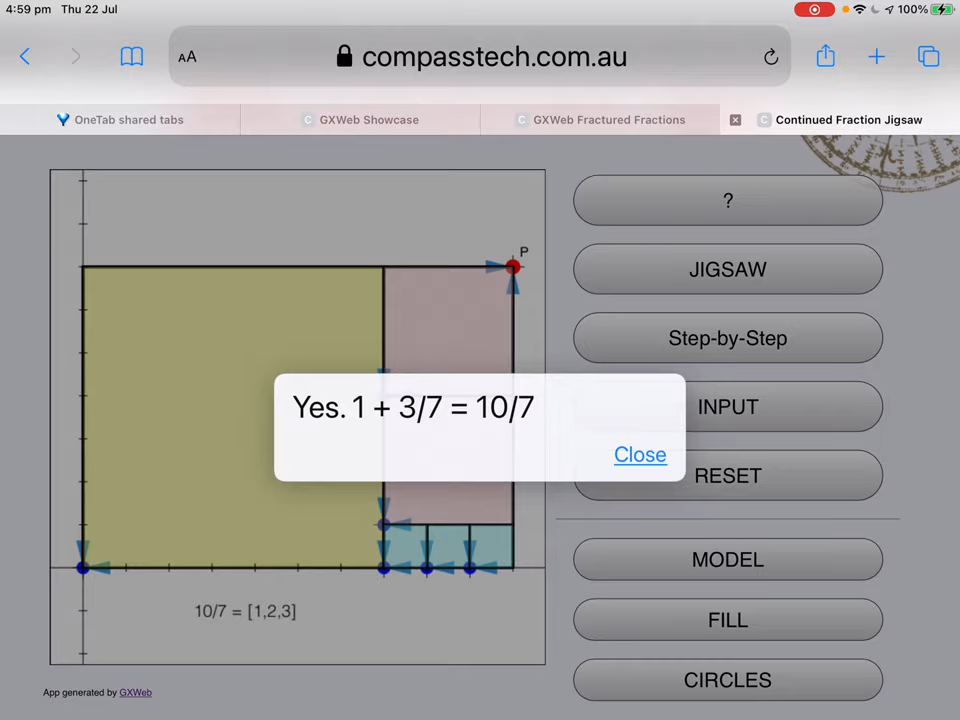 4:59 pm Thu 22 Jul
100%
AA
compasstech.com.au
OneTab shared tabs
C GXWeb Showcase
C GXWeb Fractured Fractions
C Continued Fraction Jigsaw
P
?
JIGSAW
Step-by-Step
Yes. 1 + 3/7 = 10/7
INPUT
Close
RESET
MODEL
10/7 = [1,2,3]
FILL
CIRCLES
App generated by GXWeb